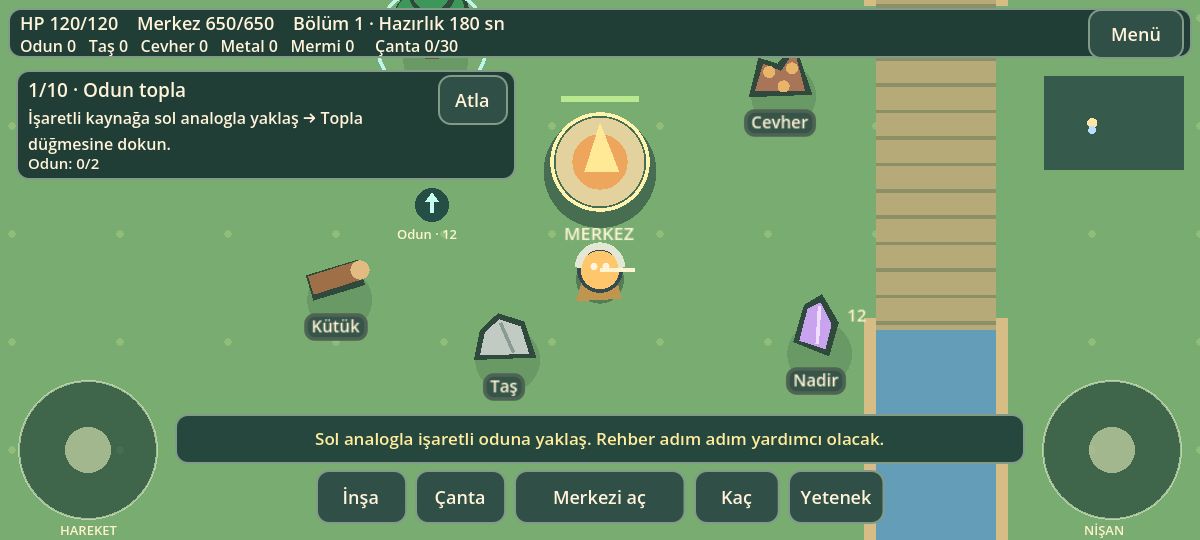 HP 120/120 Merkez 650/650 Bölüm 1 · Hazırlık 180 sn
Odun 0 Taş 0 Cevher 0 Metal 0 Mermi 0 Çanta 0/30
Menü
1/10 · Odun topla
Atla
İşaretli kaynağa sol analogla yaklaş → Topla
düğmesine dokun.
Odun: 0/2
Cevher
Odun · 12
MERKEZ
Kütük
Taş
12
Nadir
Sol analogla işaretli oduna yaklaş. Rehber adım adım yardımcı olacak.
İnşa
Çanta
Merkezi aç
Kaç
Yetenek
HAREKET
NİŞAN